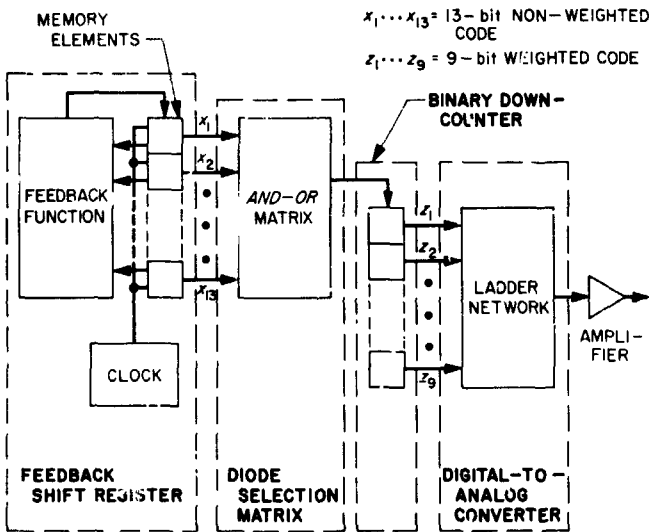 MEMORY
ELEMENTS
x1 ··· x13 = 13-bit NON-WEIGHTED
CODE
z1 ··· z9 = 9-bit WEIGHTED CODE
BINARY DOWN-
COUNTER
FEEDBACK
FUNCTION
x1
x2
x13
CLOCK
AND-OR
MATRIX
z1
z2
z9
LADDER
NETWORK
AMPLI-
FIER
FEEDBACK
SHIFT REGISTER
DIODE
SELECTION
MATRIX
DIGITAL-TO-
ANALOG
CONVERTER